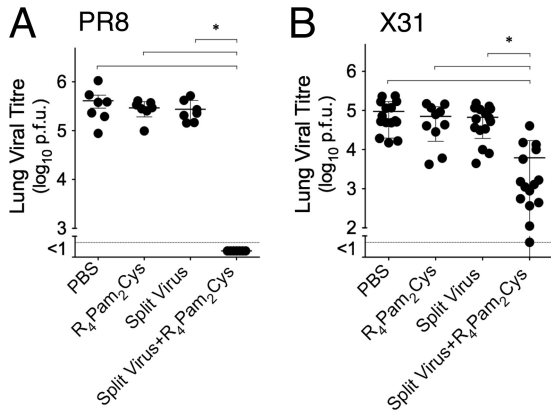 A PR8
*
Lung Viral Titre
(log10 p.f.u.)
6
5
4
3
<1
PBS
R4Pam2Cys
Split Virus
Split Virus+R4Pam2Cys
B X31
*
Lung Viral Titre
(log10 p.f.u.)
6
5
4
3
2
<1
PBS
R4Pam2Cys
Split Virus
Split Virus+R4Pam2Cys